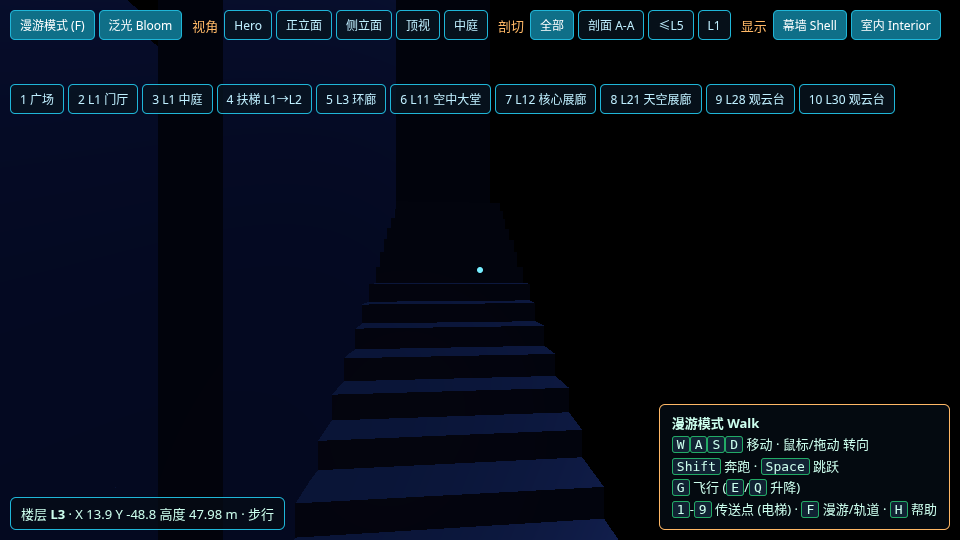 漫游模式 (F) 泛光 Bloom 视角 Hero 正立面 侧立面 顶视 中庭 剖切 全部 剖面 A-A ≤L5 L1 显示 幕墙 Shell 室内 Interior
1 广场 2 L1 门厅 3 L1 中庭 4 扶梯 L1→L2 5 L3 环廊 6 L11 空中大堂 7 L12 核心展廊 8 L21 天空展廊 9 L28 观云台 10 L30 观云台
漫游模式 Walk
W A S D 移动 · 鼠标/拖动 转向
Shift 奔跑 · Space 跳跃
G 飞行 (E/Q 升降)
1-9 传送点 (电梯) · F 漫游/轨道 · H 帮助
楼层 L3 · X 13.9 Y -48.8 高度 47.98 m · 步行